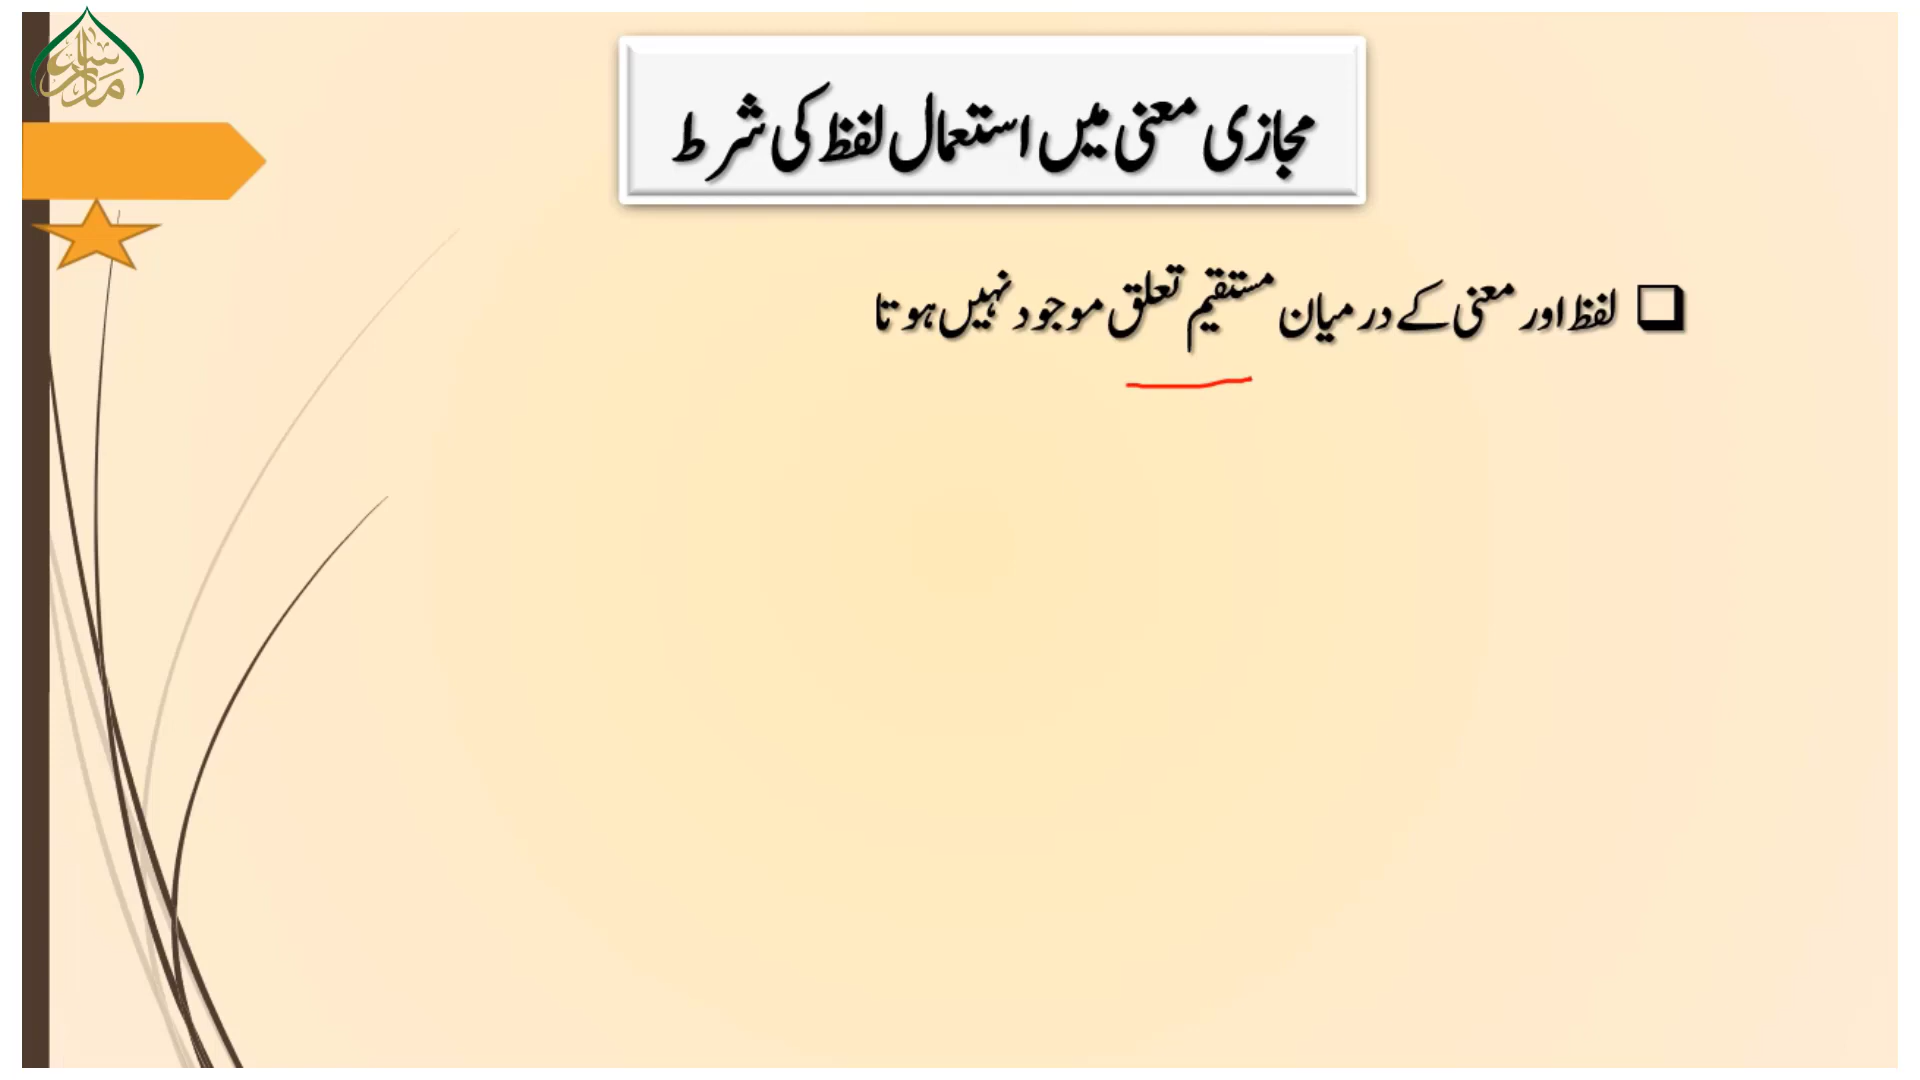 مجازی معنی میں استعمال لفظ کی شرط
لفظ اور معنی کے درمیان مستقیم تعلق موجود نہیں ہوتا